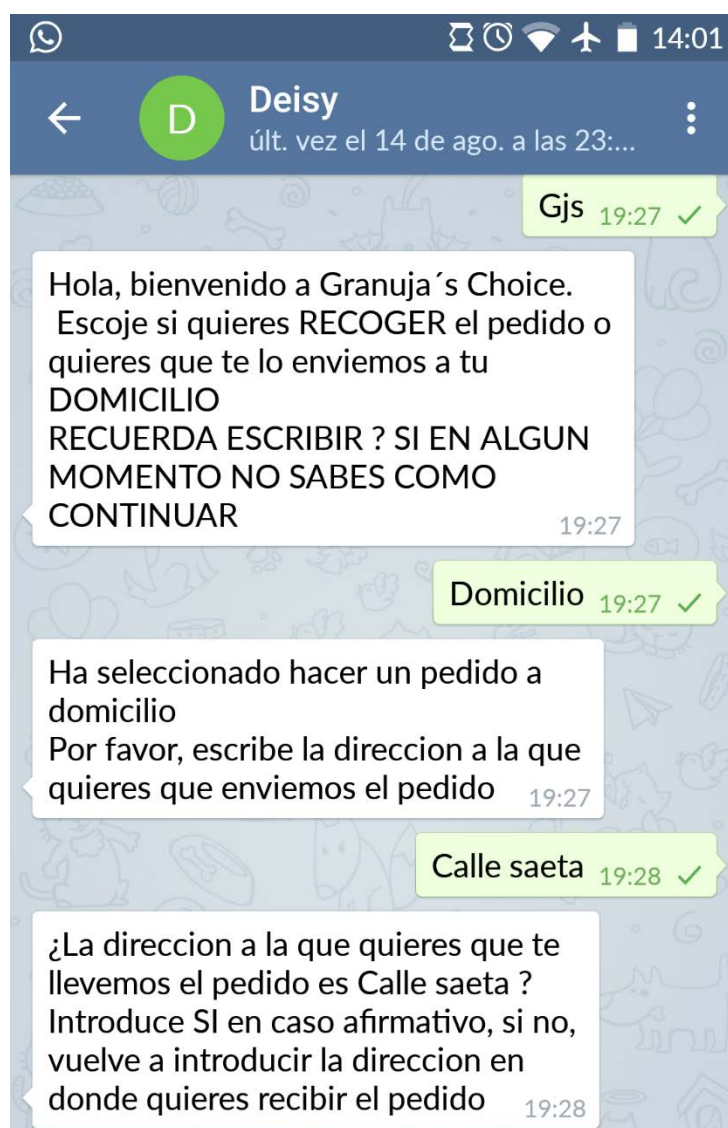 14:01
D
Deisy
últ. vez el 14 de ago. a las 23:...
Gjs 19:27
Hola, bienvenido a Granuja´s Choice.
Escoje si quieres RECOGER el pedido o
quieres que te lo enviemos a tu
DOMICILIO
RECUERDA ESCRIBIR ? SI EN ALGUN
MOMENTO NO SABES COMO
CONTINUAR 19:27
Domicilio 19:27
Ha seleccionado hacer un pedido a
domicilio
Por favor, escribe la direccion a la que
quieres que enviemos el pedido 19:27
Calle saeta 19:28
¿La direccion a la que quieres que te
llevemos el pedido es Calle saeta ?
Introduce SI en caso afirmativo, si no,
vuelve a introducir la direccion en
donde quieres recibir el pedido 19:28